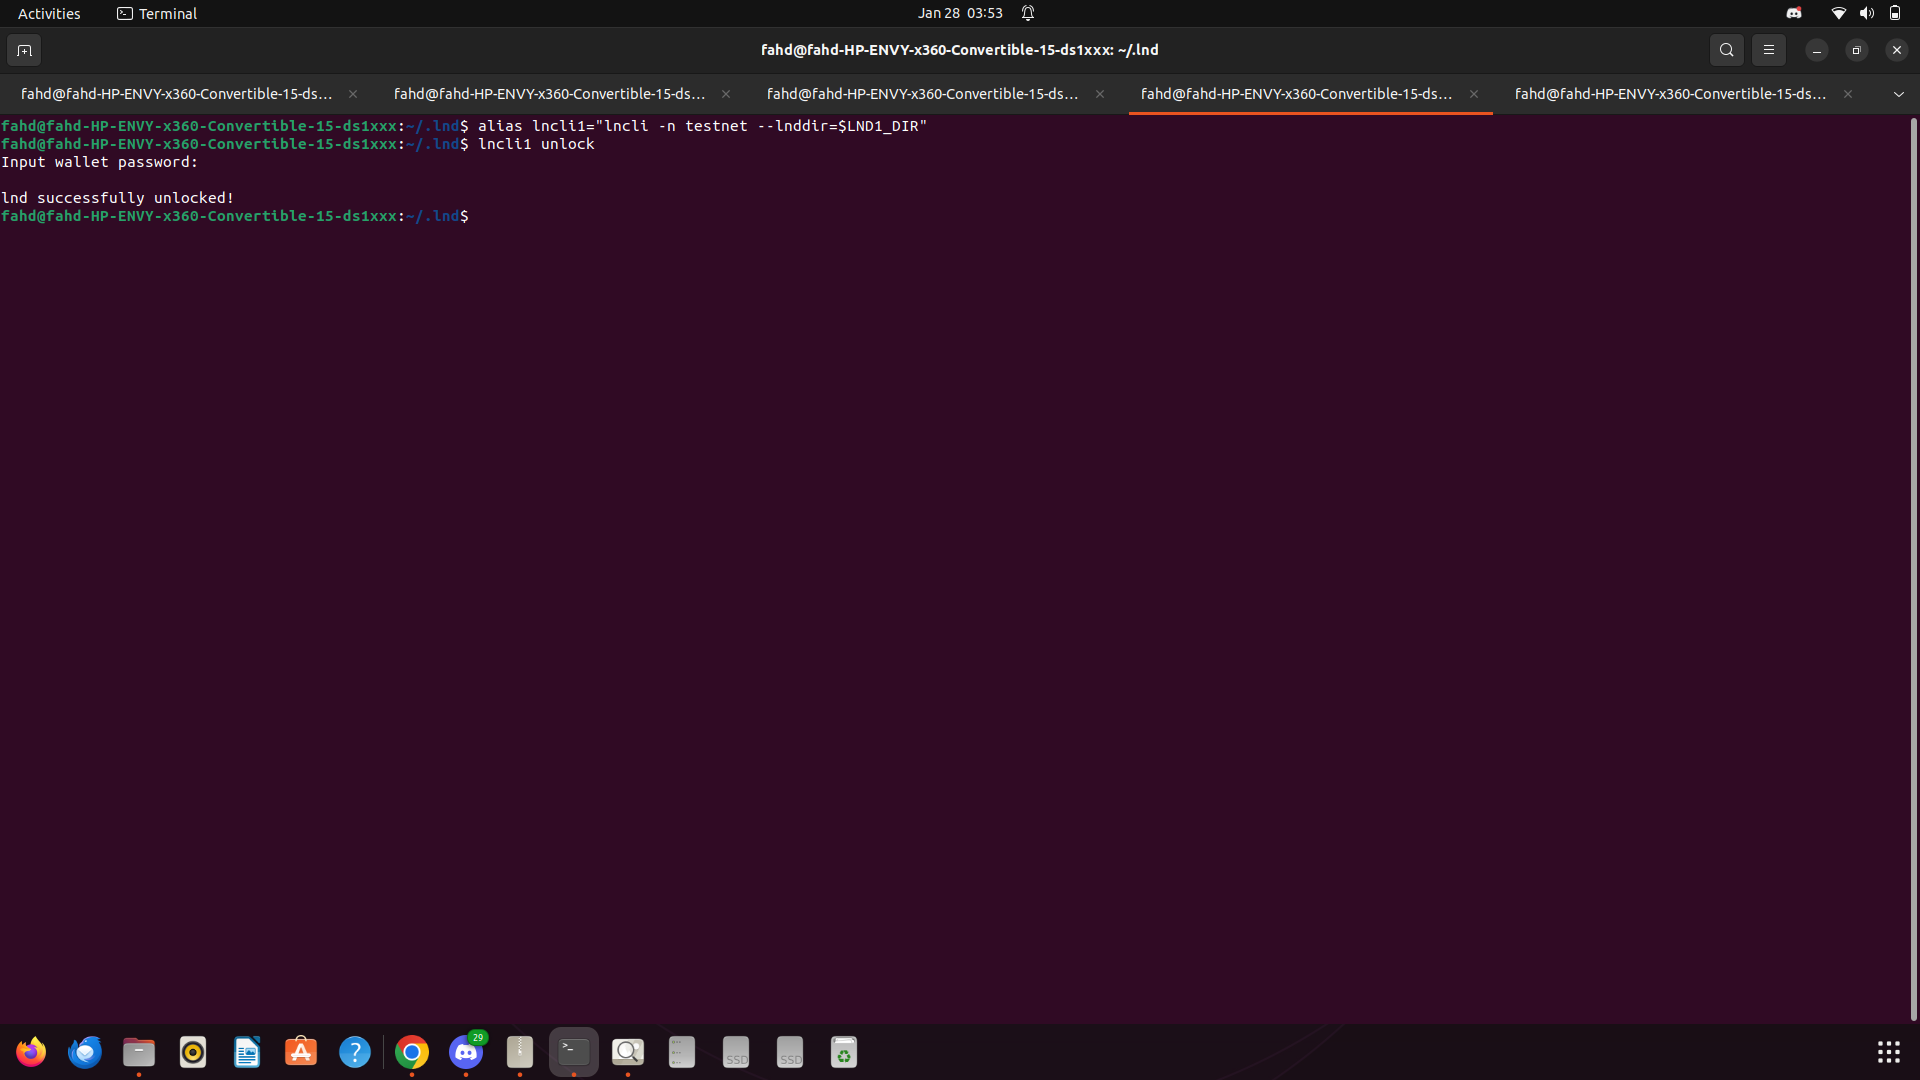 Activities Terminal Jan 28 03:53
fahd@fahd-HP-ENVY-x360-Convertible-15-ds1xxx: ~/.lnd
fahd@fahd-HP-ENVY-x360-Convertible-15-ds... fahd@fahd-HP-ENVY-x360-Convertible-15-ds... fahd@fahd-HP-ENVY-x360-Convertible-15-ds... fahd@fahd-HP-ENVY-x360-Convertible-15-ds... fahd@fahd-HP-ENVY-x360-Convertible-15-ds...
fahd@fahd-HP-ENVY-x360-Convertible-15-ds1xxx:~/.lnd$ alias lncli1="lncli -n testnet --lnddir=$LND1_DIR"
fahd@fahd-HP-ENVY-x360-Convertible-15-ds1xxx:~/.lnd$ lncli1 unlock
Input wallet password:
lnd successfully unlocked!
fahd@fahd-HP-ENVY-x360-Convertible-15-ds1xxx:~/.lnd$
29
>_
SSD SSD